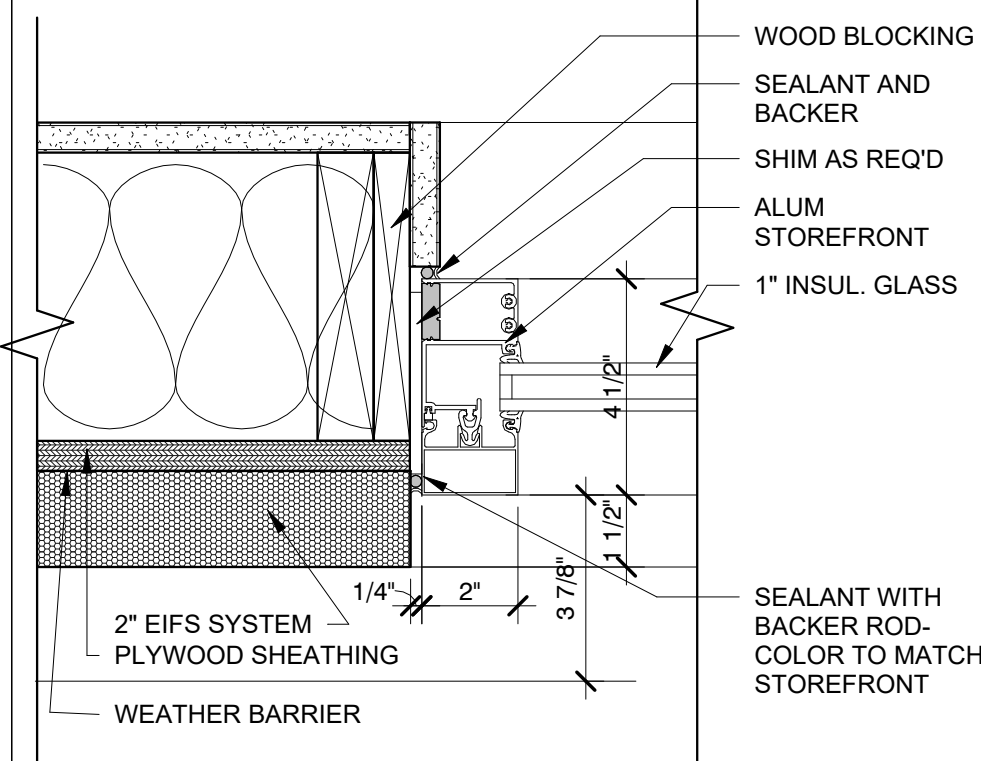 WOOD BLOCKING
SEALANT AND
BACKER
SHIM AS REQ'D
ALUM
STOREFRONT
1" INSUL. GLASS
4 1/2"
1 1/2"
3 7/8"
1/4"
2"
2" EIFS SYSTEM
PLYWOOD SHEATHING
WEATHER BARRIER
SEALANT WITH
BACKER ROD-
COLOR TO MATCH
STOREFRONT